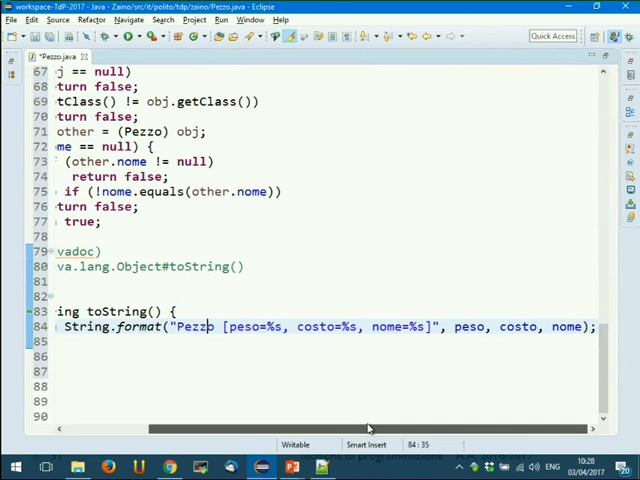 workspace-TdP-2017 - Java - Zaino/src/it/polito/tdp/zaino/Pezzo.java - Eclipse
File Edit Source Refactor Navigate Search Project Run Window Help
Quick Access
*Pezzo.java
67 j == null)
68 turn false;
69 tClass() != obj.getClass())
70 turn false;
71 other = (Pezzo) obj;
72 ome == null) {
73 (other.nome != null)
74 return false;
75 if (!nome.equals(other.nome))
76 turn false;
77 true;
78
79 vadoc)
80 va.lang.Object#toString()
81
82
83 ing toString() {
84 String.format("Pezzo [peso=%s, costo=%s, nome=%s]", peso, costo, nome);
85
86
87
88
89
90
Writable Smart Insert 84 : 35
A.A. 2016/2017
ENG 10:28
03/04/2017 20